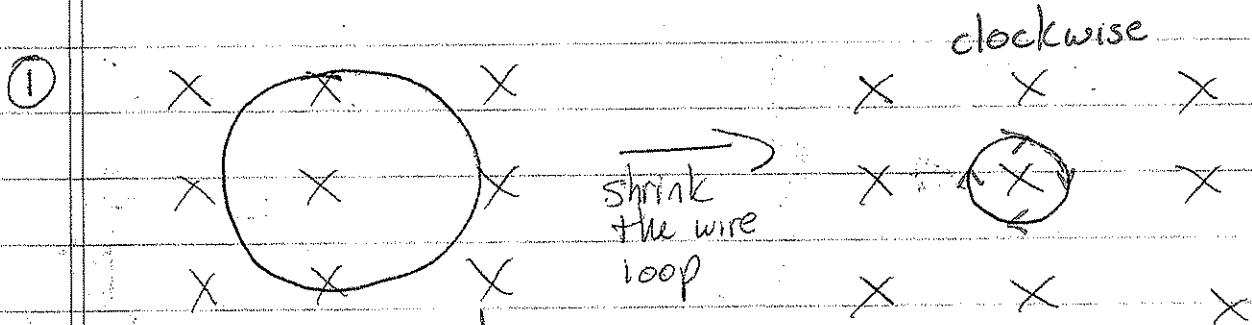 ①
clockwise
X X X X X X
X X X X X X
X X X X X X
shrink
the wire
loop